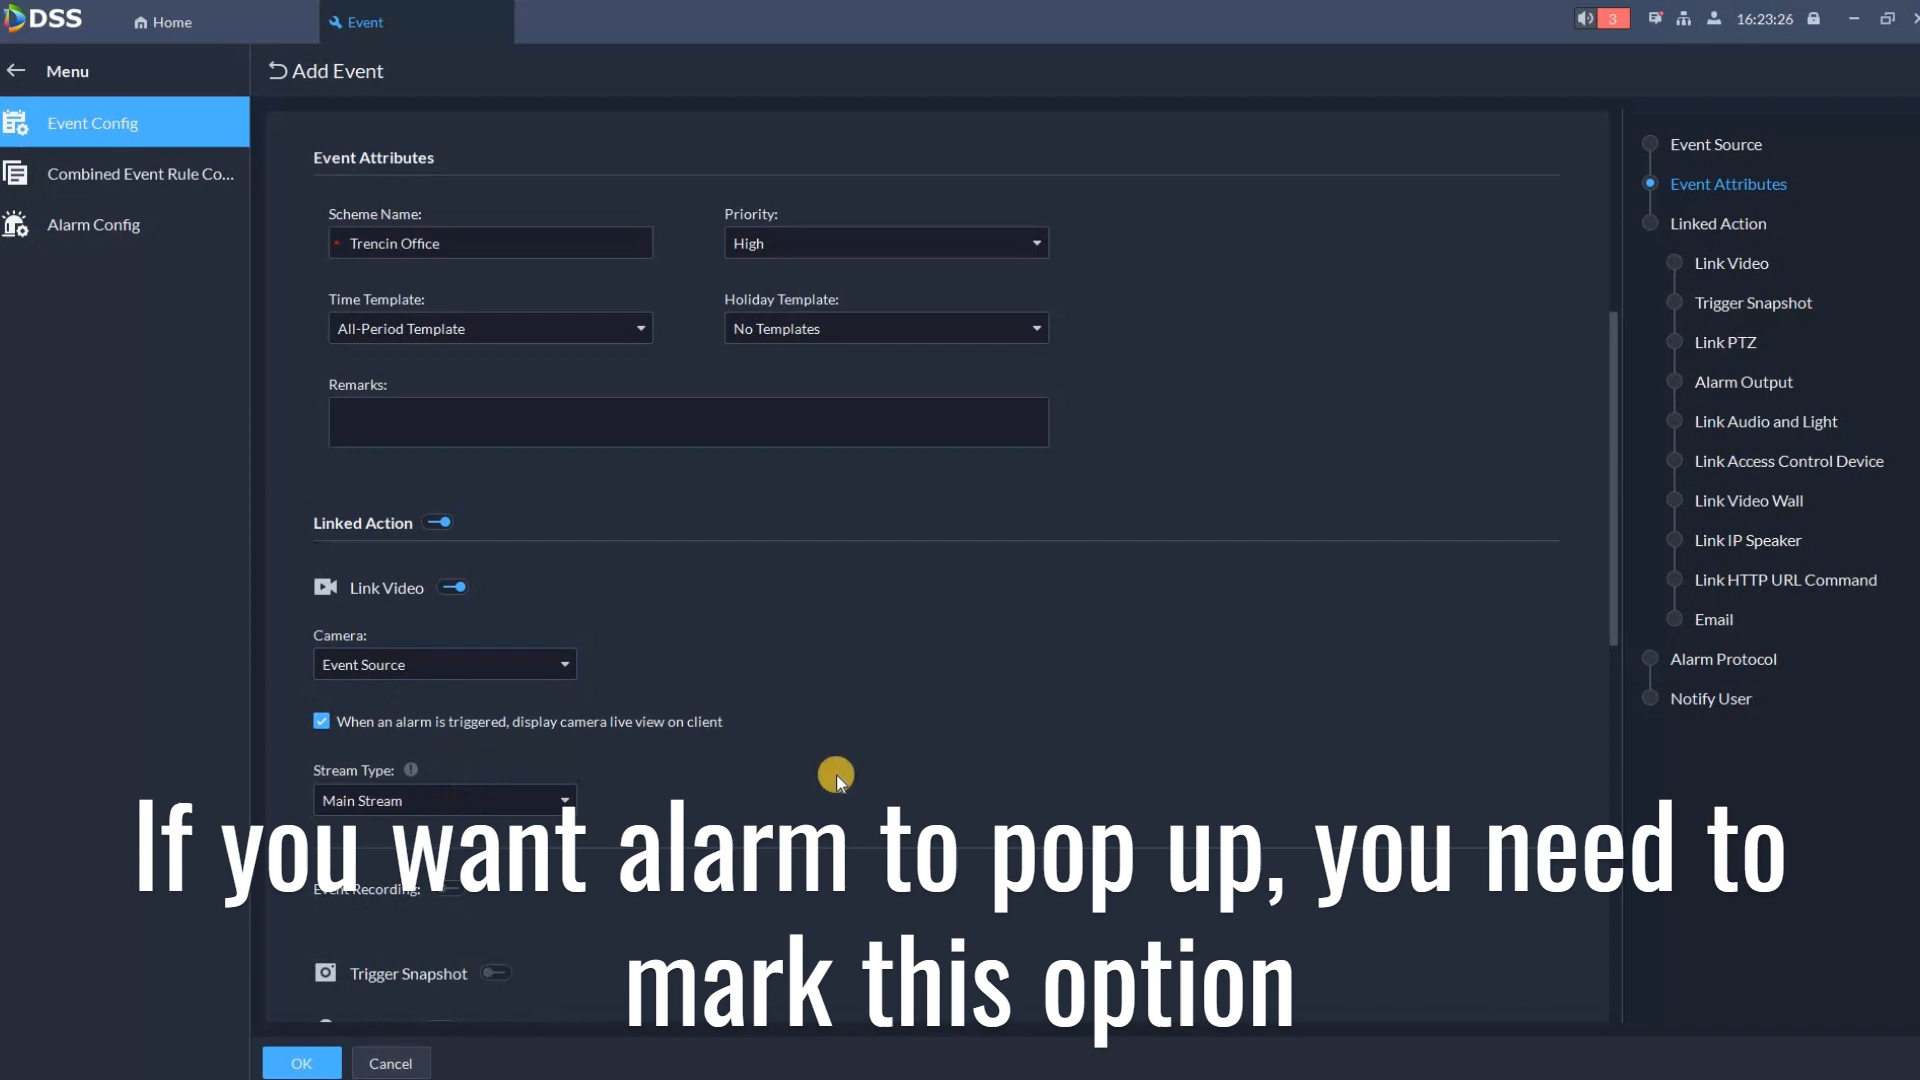 DSS
Home
Event
3
16:23:26
Menu
Add Event
Event Config
Combined Event Rule Co...
Alarm Config
Event Attributes
Scheme Name:
Priority:
* Trencin Office
High
Time Template:
Holiday Template:
All-Period Template
No Templates
Remarks:
Linked Action
Link Video
Camera:
Event Source
When an alarm is triggered, display camera live view on client
Stream Type:
Main Stream
Event Recording:
Trigger Snapshot
OK
Cancel
Event Source
Event Attributes
Linked Action
Link Video
Trigger Snapshot
Link PTZ
Alarm Output
Link Audio and Light
Link Access Control Device
Link Video Wall
Link IP Speaker
Link HTTP URL Command
Email
Alarm Protocol
Notify User
If you want alarm to pop up, you need to
mark this option